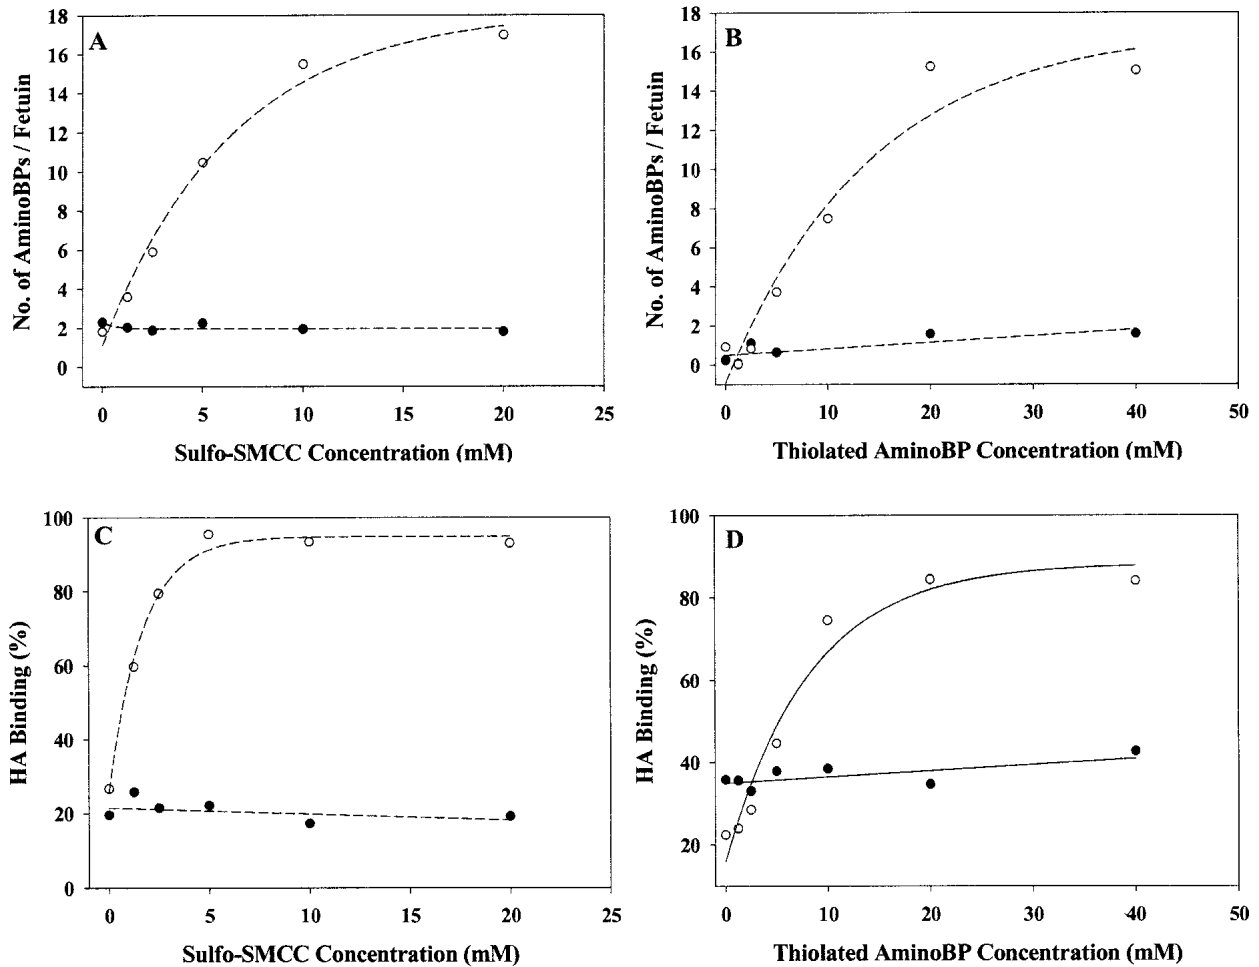 A
No. of AminoBPs / Fetuin
18
16
14
12
10
8
6
4
2
0
0 5 10 15 20 25
Sulfo-SMCC Concentration (mM)
B
No. of AminoBPs / Fetuin
18
16
14
12
10
8
6
4
2
0
0 10 20 30 40 50
Thiolated AminoBP Concentration (mM)
C
HA Binding (%)
100
80
60
40
20
0
0 5 10 15 20 25
Sulfo-SMCC Concentration (mM)
D
HA Binding (%)
100
80
60
40
20
0 10 20 30 40 50
Thiolated AminoBP Concentration (mM)